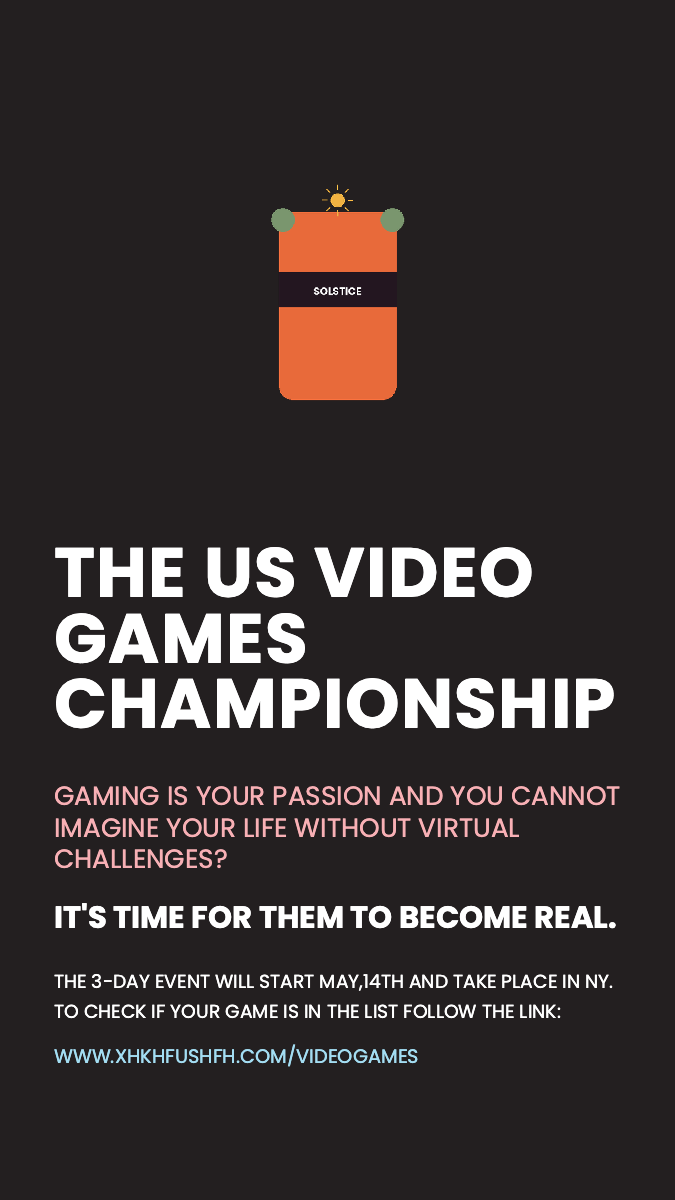 SOLSTICE
THE US VIDEO
GAMES
CHAMPIONSHIP
GAMING IS YOUR PASSION AND YOU CANNOT
IMAGINE YOUR LIFE WITHOUT VIRTUAL
CHALLENGES?
IT'S TIME FOR THEM TO BECOME REAL.
THE 3-DAY EVENT WILL START MAY,14TH AND TAKE PLACE IN NY.
TO CHECK IF YOUR GAME IS IN THE LIST FOLLOW THE LINK:
WWW.XHKHFUSHFH.COM/VIDEOGAMES